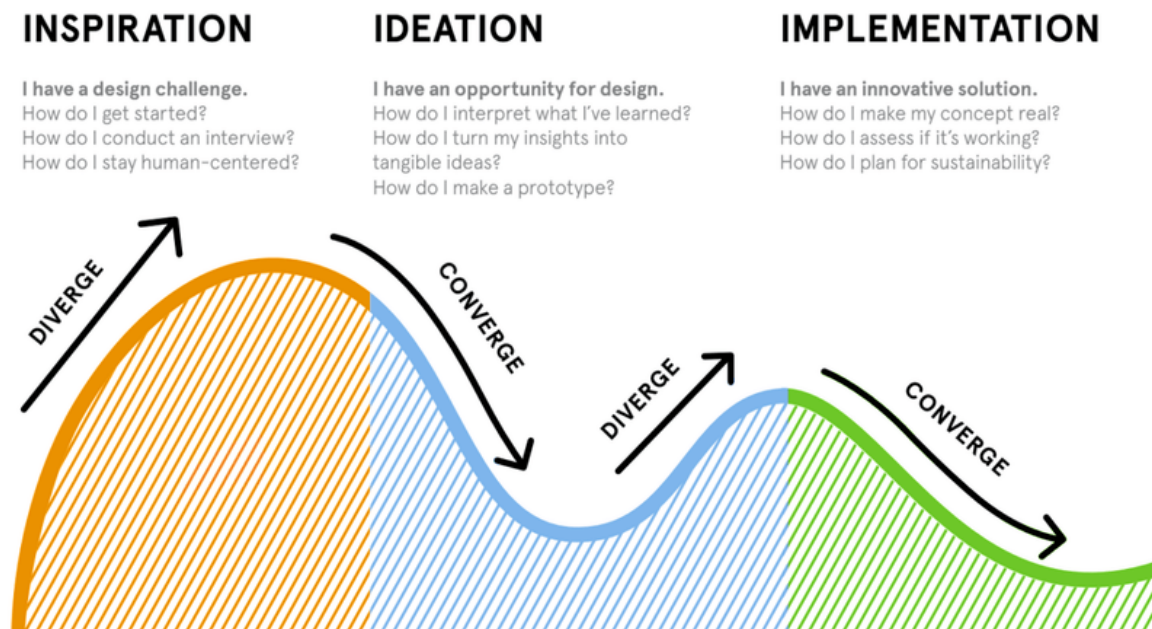 INSPIRATION
I have a design challenge.
How do I get started?
How do I conduct an interview?
How do I stay human-centered?
IDEATION
I have an opportunity for design.
How do I interpret what I've learned?
How do I turn my insights into
tangible ideas?
How do I make a prototype?
IMPLEMENTATION
I have an innovative solution.
How do I make my concept real?
How do I assess if it's working?
How do I plan for sustainability?
DIVERGE
CONVERGE
DIVERGE
CONVERGE